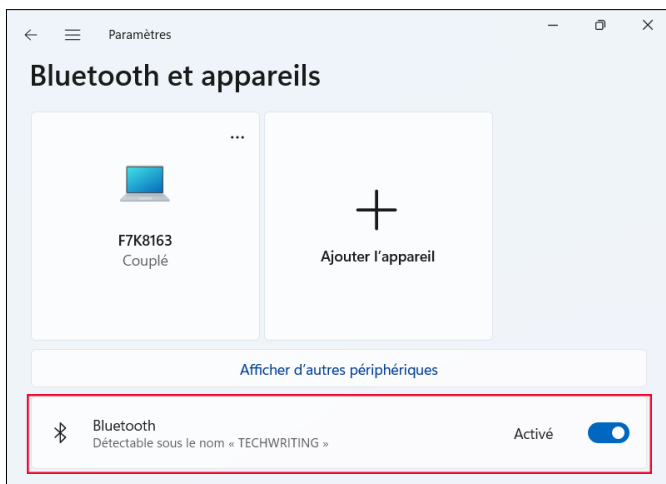 Paramètres
Bluetooth et appareils
F7K8163
Couplé
Ajouter l’appareil
Afficher d’autres périphériques
Bluetooth
Détectable sous le nom « TECHWRITING »
Activé